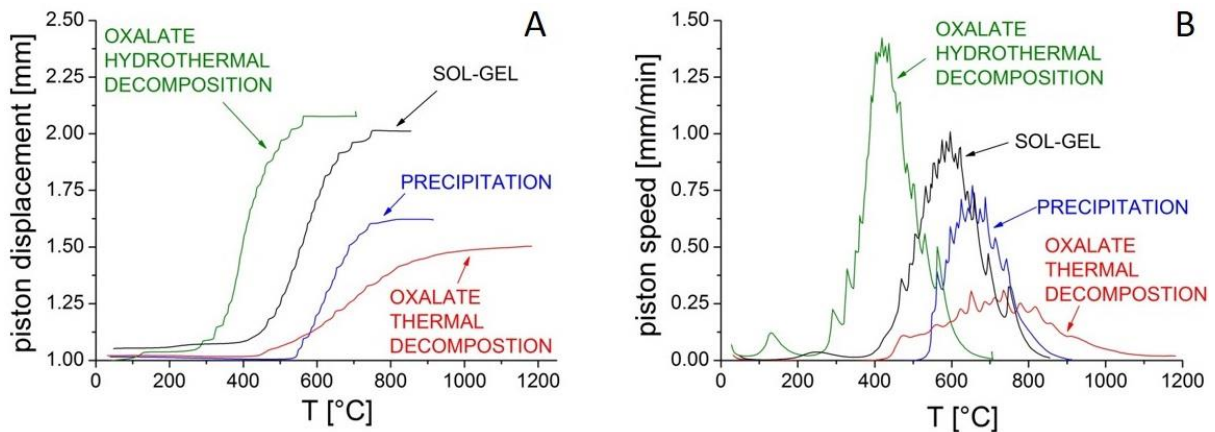 A
piston displacement [mm]
2.50
2.25
2.00
1.75
1.50
1.25
1.00
OXALATE
HYDROTHERMAL
DECOMPOSITION
SOL-GEL
PRECIPITATION
OXALATE
THERMAL
DECOMPOSTION
0 200 400 600 800 1000 1200
T [°C]
B
piston speed [mm/min]
1.50
1.25
1.00
0.75
0.50
0.25
0.00
OXALATE
HYDROTHERMAL
DECOMPOSITION
SOL-GEL
PRECIPITATION
OXALATE
THERMAL
DECOMPOSTION
0 200 400 600 800 1000 1200
T [°C]